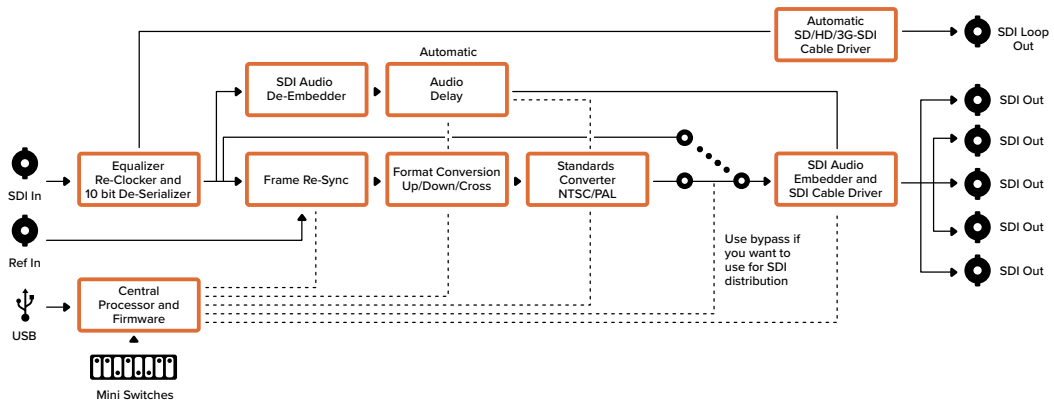 Automatic
SD/HD/3G-SDI
Cable Driver
SDI Loop
Out
Automatic
SDI Audio
De-Embedder
Audio
Delay
SDI Out
SDI Out
SDI In
Equalizer
Re-Clocker and
10 bit De-Serializer
Frame Re-Sync
Format Conversion
Up/Down/Cross
Standards
Converter
NTSC/PAL
SDI Audio
Embedder and
SDI Cable Driver
SDI Out
Ref In
Use bypass if
you want to
use for SDI
distribution
SDI Out
SDI Out
USB
Central
Processor and
Firmware
Mini Switches